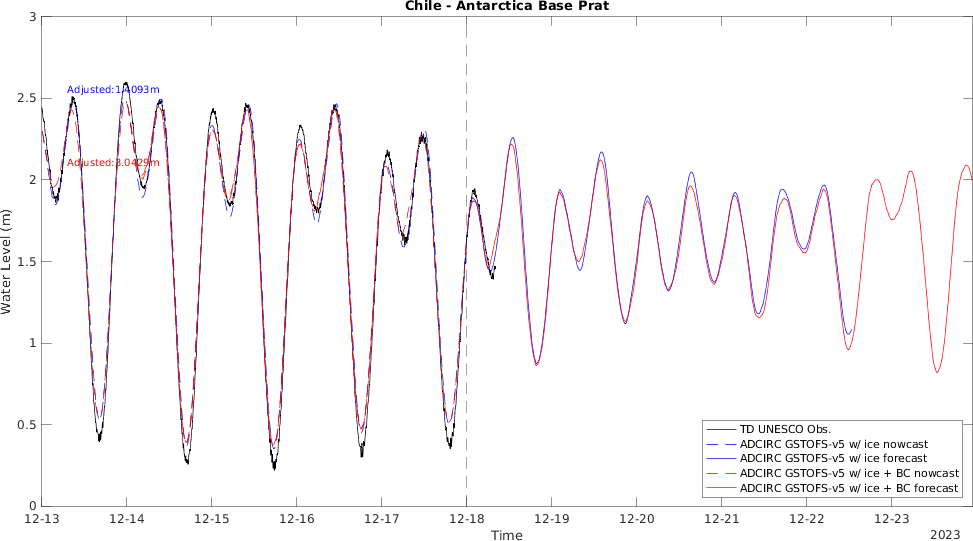 Chile - Antarctica Base Prat
3
2.5
2
1.5
1
0.5
0
Water Level (m)
Adjusted:1.4093m
Adjusted:3.0429m
12-13
12-14
12-15
12-16
12-17
12-18
12-19
12-20
12-21
12-22
12-23
Time
2023
TD UNESCO Obs.
ADCIRC GSTOFS-v5 w/ ice nowcast
ADCIRC GSTOFS-v5 w/ ice forecast
ADCIRC GSTOFS-v5 w/ ice + BC nowcast
ADCIRC GSTOFS-v5 w/ ice + BC forecast